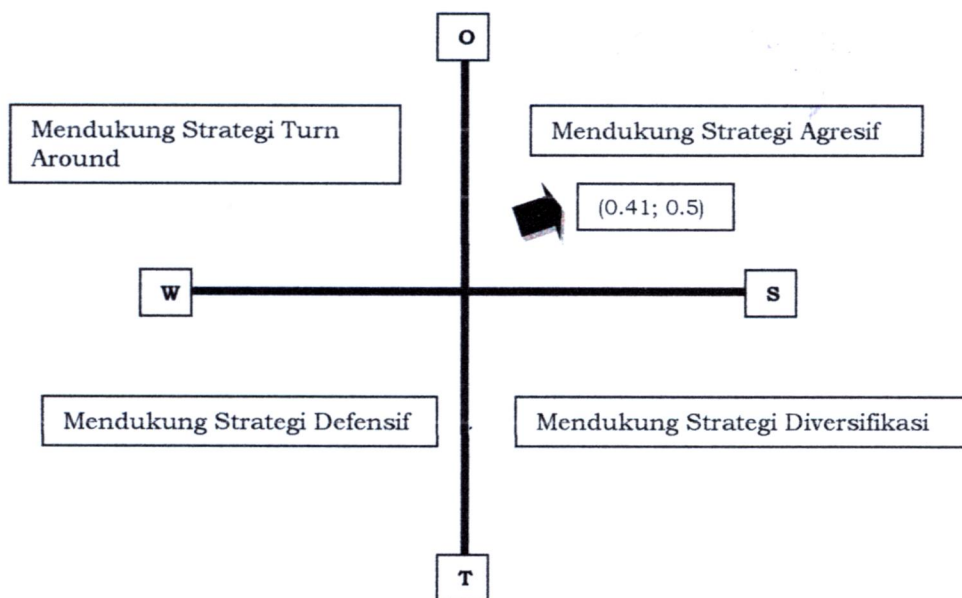 O
Mendukung Strategi Turn
Around
Mendukung Strategi Agresif
(0.41; 0.5)
W
S
Mendukung Strategi Defensif
Mendukung Strategi Diversifikasi
T